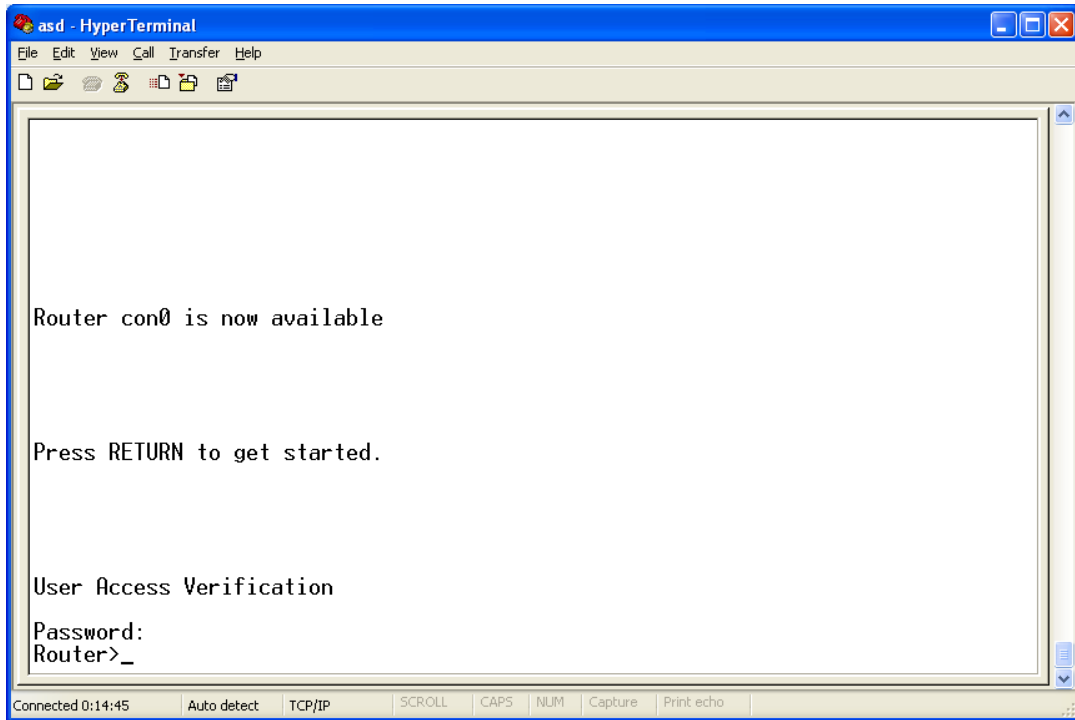 asd - HyperTerminal
File Edit View Call Transfer Help
Router con0 is now available
Press RETURN to get started.
User Access Verification
Password:
Router>_
Connected 0:14:45 Auto detect TCP/IP SCROLL CAPS NUM Capture Print echo